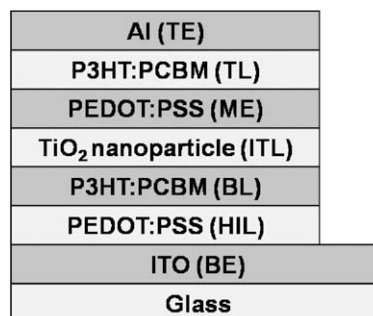 Al (TE)
P3HT:PCBM (TL)
PEDOT:PSS (ME)
TiO₂ nanoparticle (ITL)
P3HT:PCBM (BL)
PEDOT:PSS (HIL)
ITO (BE)
Glass